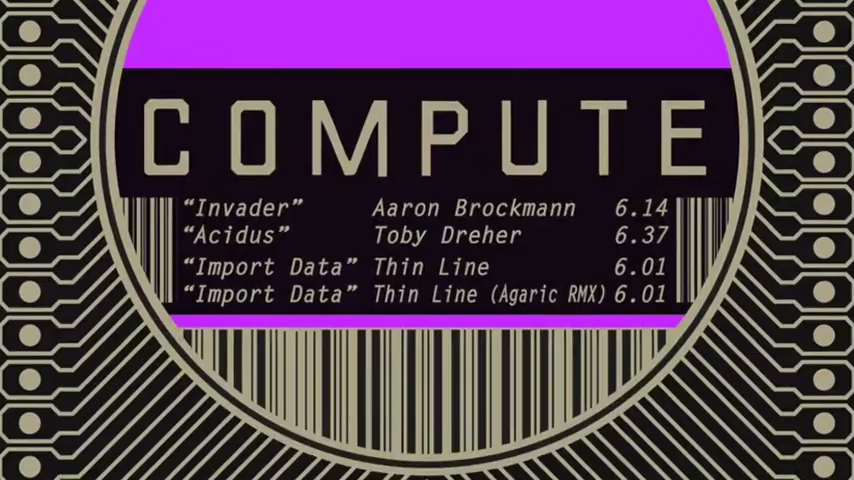 COMPUTE
“Invader” Aaron Brockmann 6.14
“Acidus” Toby Dreher 6.37
“Import Data” Thin Line 6.01
“Import Data” Thin Line (Agaric RMX) 6.01